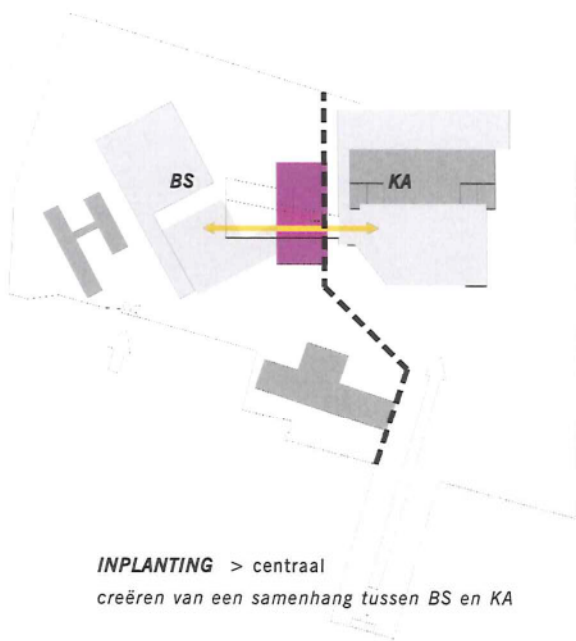 BS
KA
INPLANTING > centraal
creëren van een samenhang tussen BS en KA